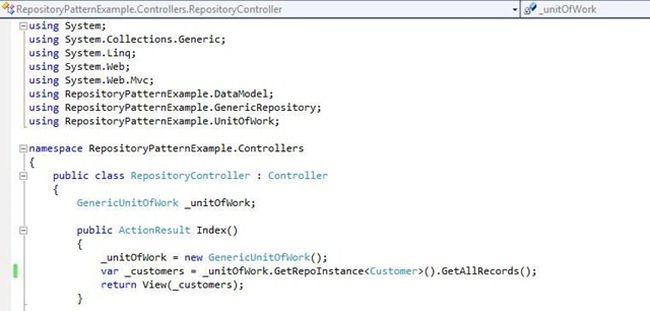 RepositoryPatternExample.Controllers.RepositoryController
_unitOfWork
using System;
using System.Collections.Generic;
using System.Linq;
using System.Web;
using System.Web.Mvc;
using RepositoryPatternExample.DataModel;
using RepositoryPatternExample.GenericRepository;
using RepositoryPatternExample.UnitOfWork;
namespace RepositoryPatternExample.Controllers
{
public class RepositoryController : Controller
{
GenericUnitOfWork _unitOfWork;
public ActionResult Index()
{
_unitOfWork = new GenericUnitOfWork();
var _customers = _unitOfWork.GetRepoInstance<Customer>().GetAllRecords();
return View(_customers);
}